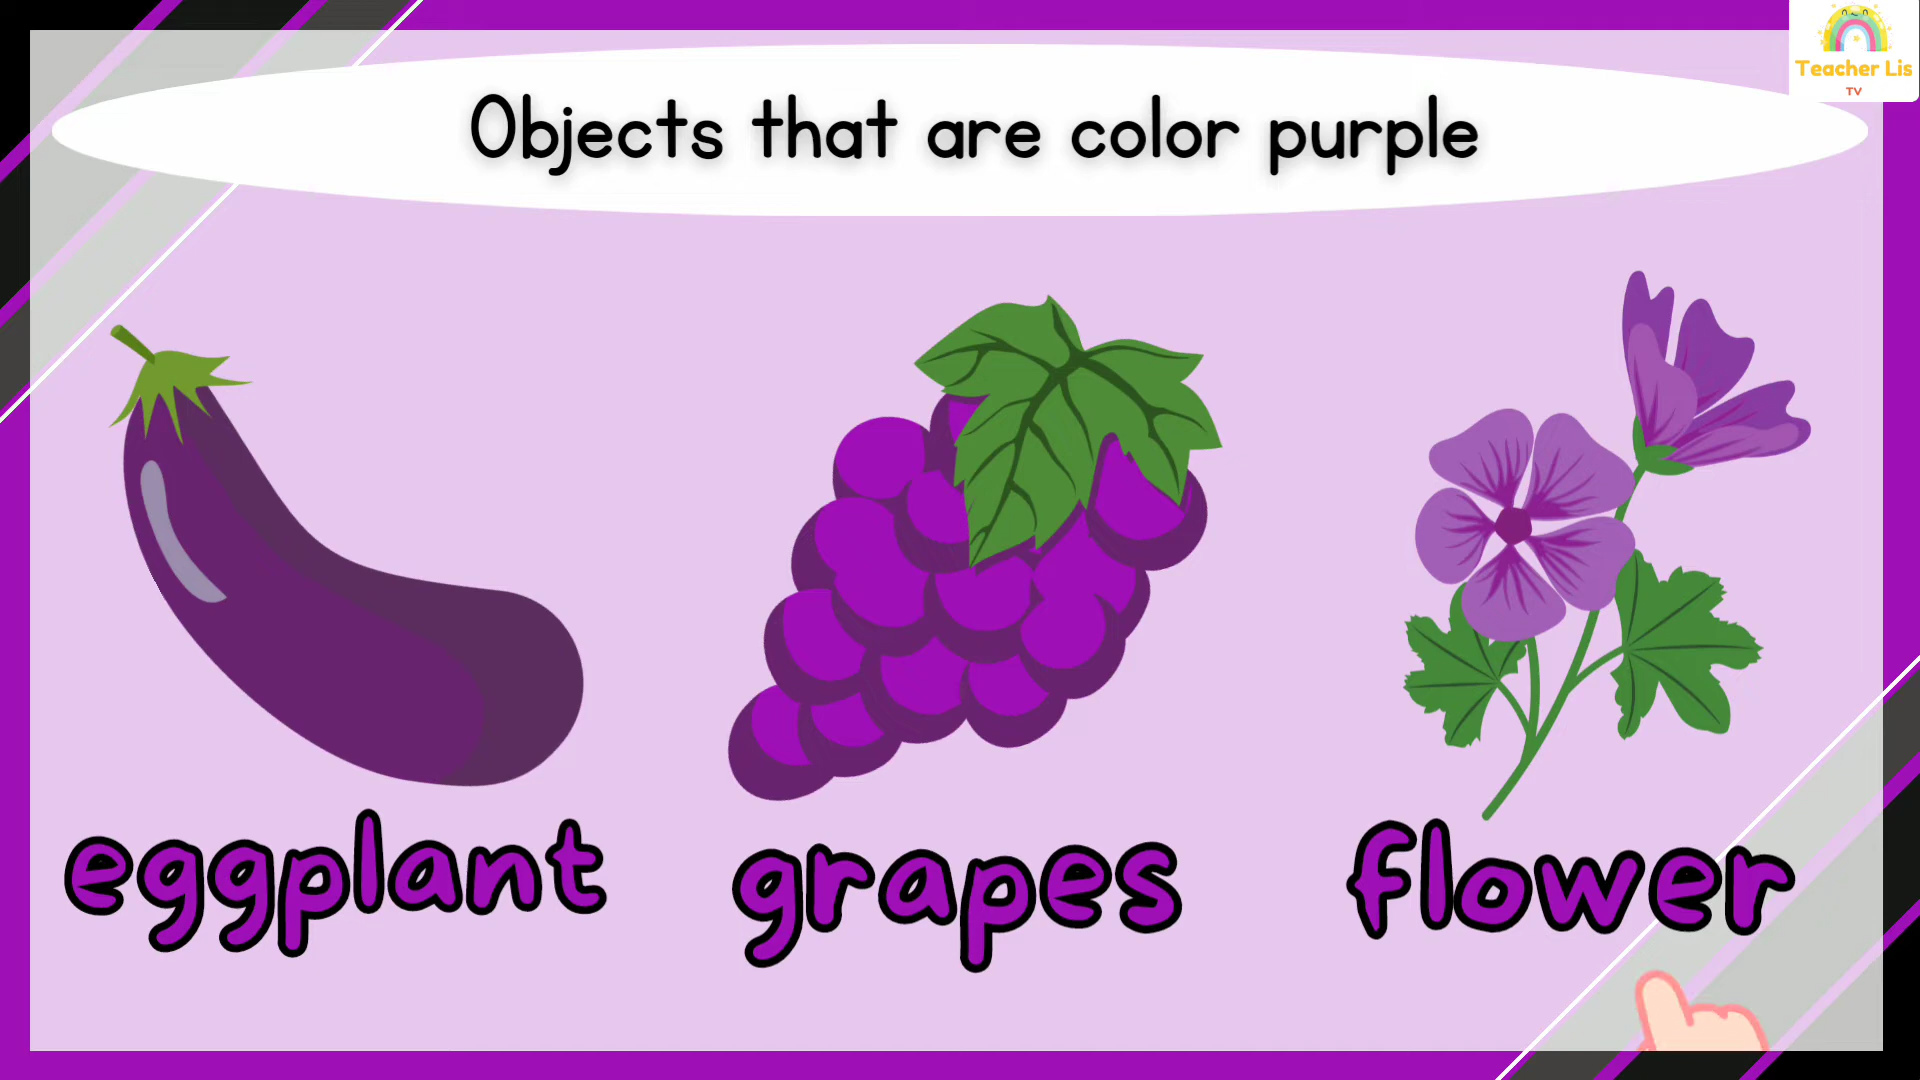 Teacher Lis
TV
Objects that are color purple
eggplant
grapes
flower